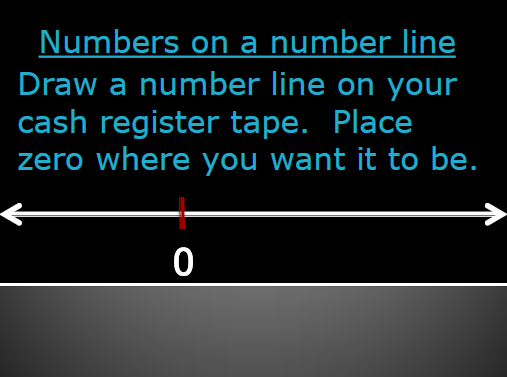 Numbers on a number line
Draw a number line on your
cash register tape.  Place
zero where you want it to be.
0